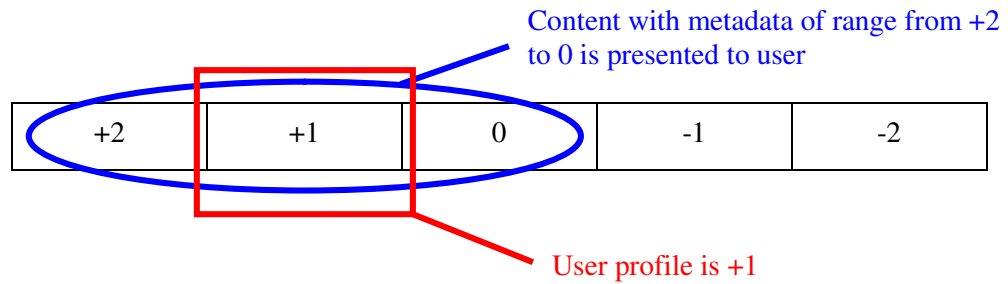 Content with metadata of range from +2
to 0 is presented to user
+2 +1 0 -1 -2
User profile is +1